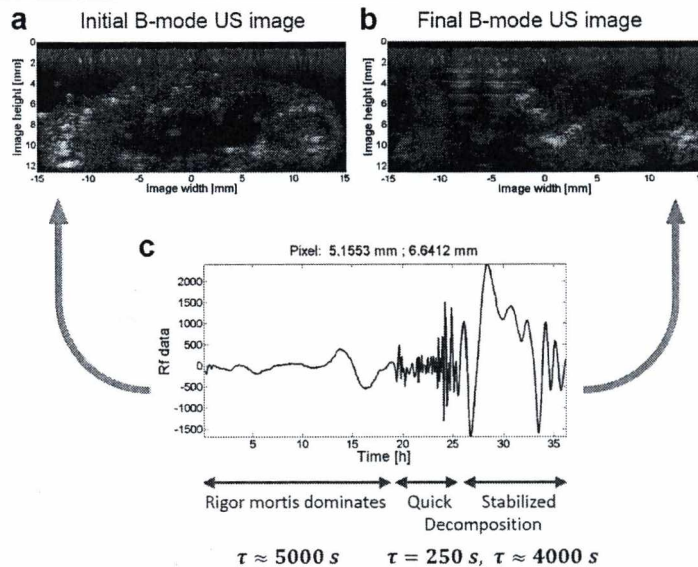 a Initial B-mode US image
b Final B-mode US image
Image height [mm]
0
2
4
6
8
10
12
-15 -10 -5 0 5 10 15
Image width [mm]
Image height [mm]
0
2
4
6
8
10
12
-15 -10 -5 0 5 10 15
Image width [mm]
c
Pixel: 5.1553 mm ; 6.6412 mm
Rf data
2000
1500
1000
500
0
-500
-1000
-1500
5 10 15 20 25 30 35
Time [h]
Rigor mortis dominates
Quick Stabilized
Decomposition
τ ≈ 5000 s
τ = 250 s, τ ≈ 4000 s